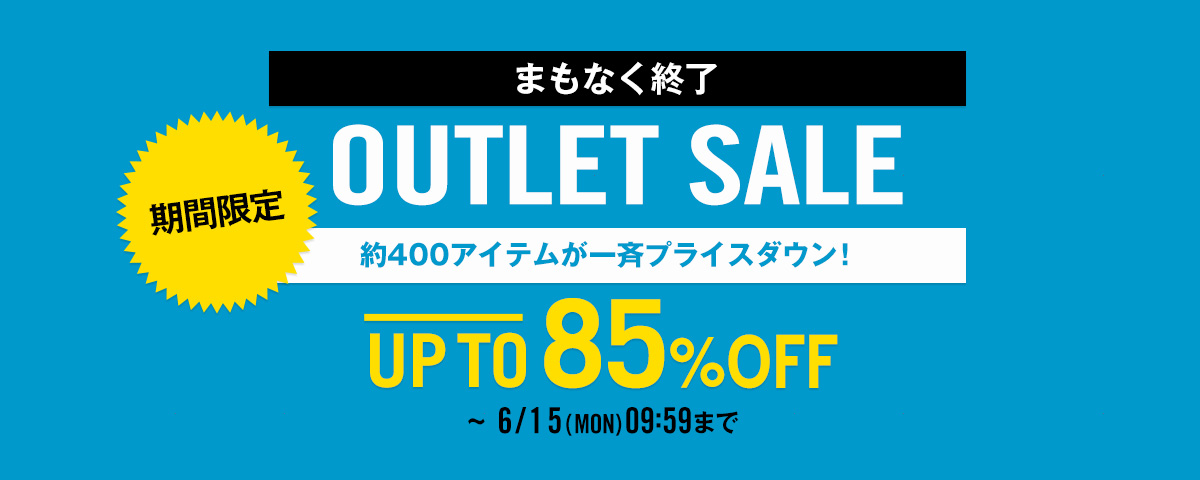 まもなく終了
OUTLET SALE
期間限定
約400アイテムが一斉プライスダウン!
UP TO 85%OFF
~ 6/15(MON)09:59まで